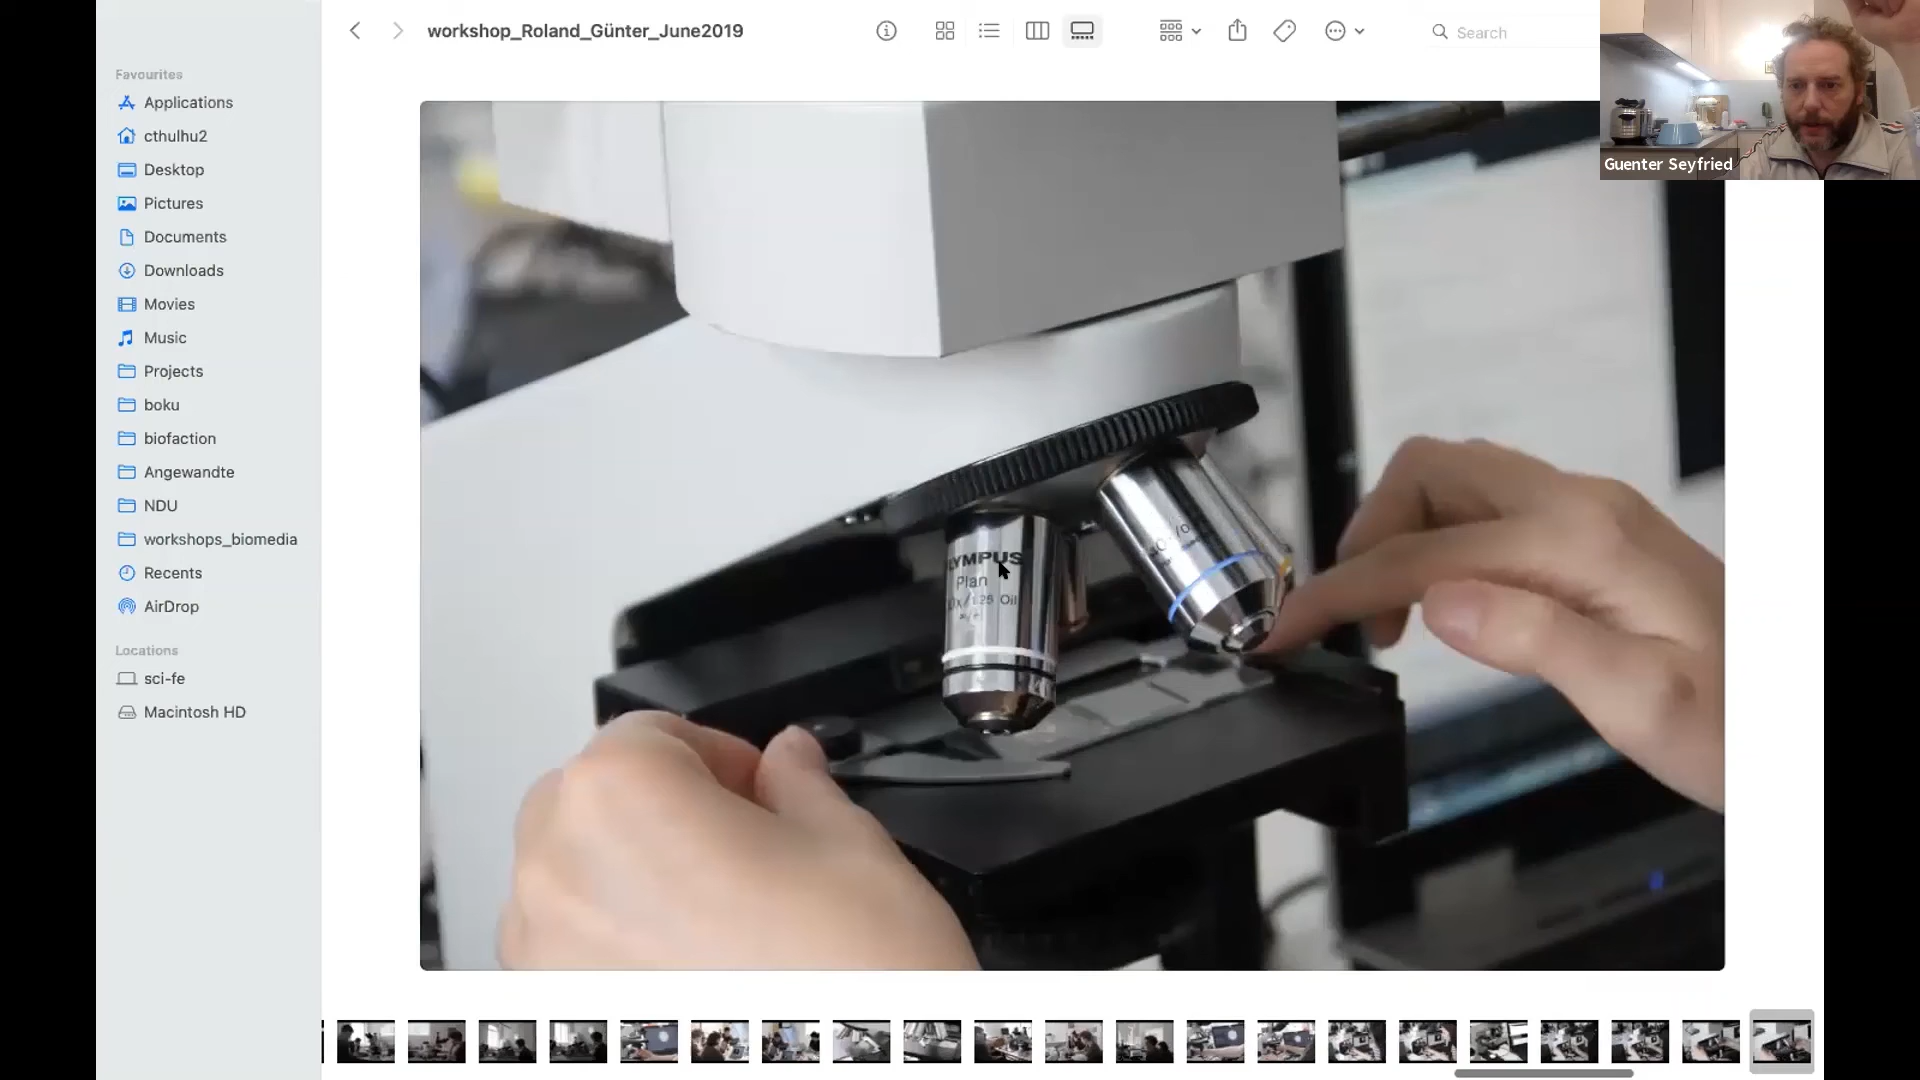 workshop_Roland_Günter_June2019
Search
Guenter Seyfried
Favourites
Applications
cthulhu2
Desktop
Pictures
Documents
Downloads
Movies
Music
Projects
boku
biofaction
Angewandte
NDU
workshops_biomedia
Recents
AirDrop
Locations
sci-fe
Macintosh HD
LYMPUS
Plan
Oil